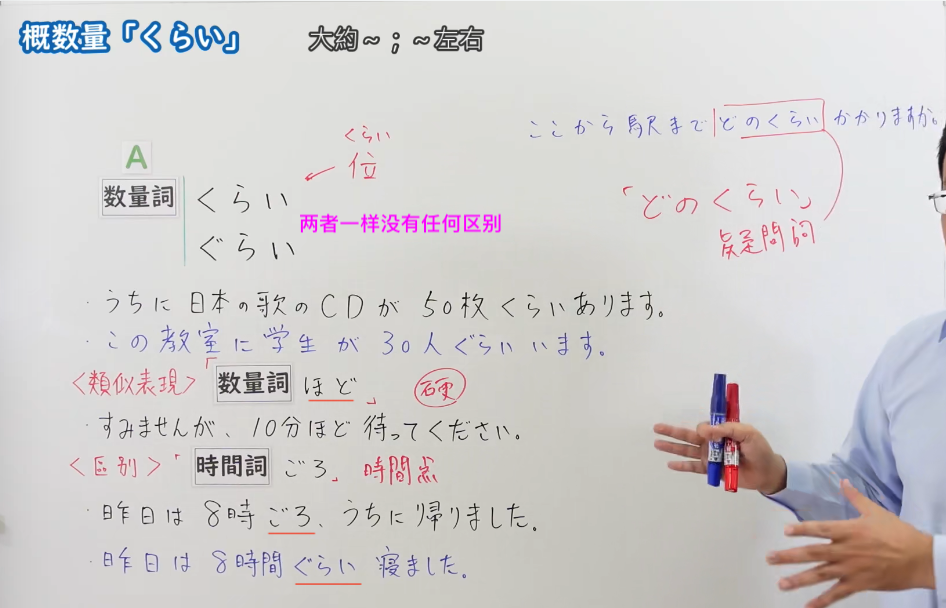 概数量「くらい」 大約~;~左右
ここから駅までどのくらいかかりますか。
くらい
位
A
数量詞
くらい
ぐらい
两者一样没有任何区别
「どのくらい」
疑問詞
・うちに日本の歌のCDが50枚くらいあります。
・この教室に学生が30人ぐらいいます。
<類似表現>「数量詞ほど」 硬
・すみませんが、10分ほど待ってください。
<区別>「時間詞ごろ」時間点
・昨日は8時ごろ、うちに帰りました。
・昨日は8時間ぐらい寝ました。